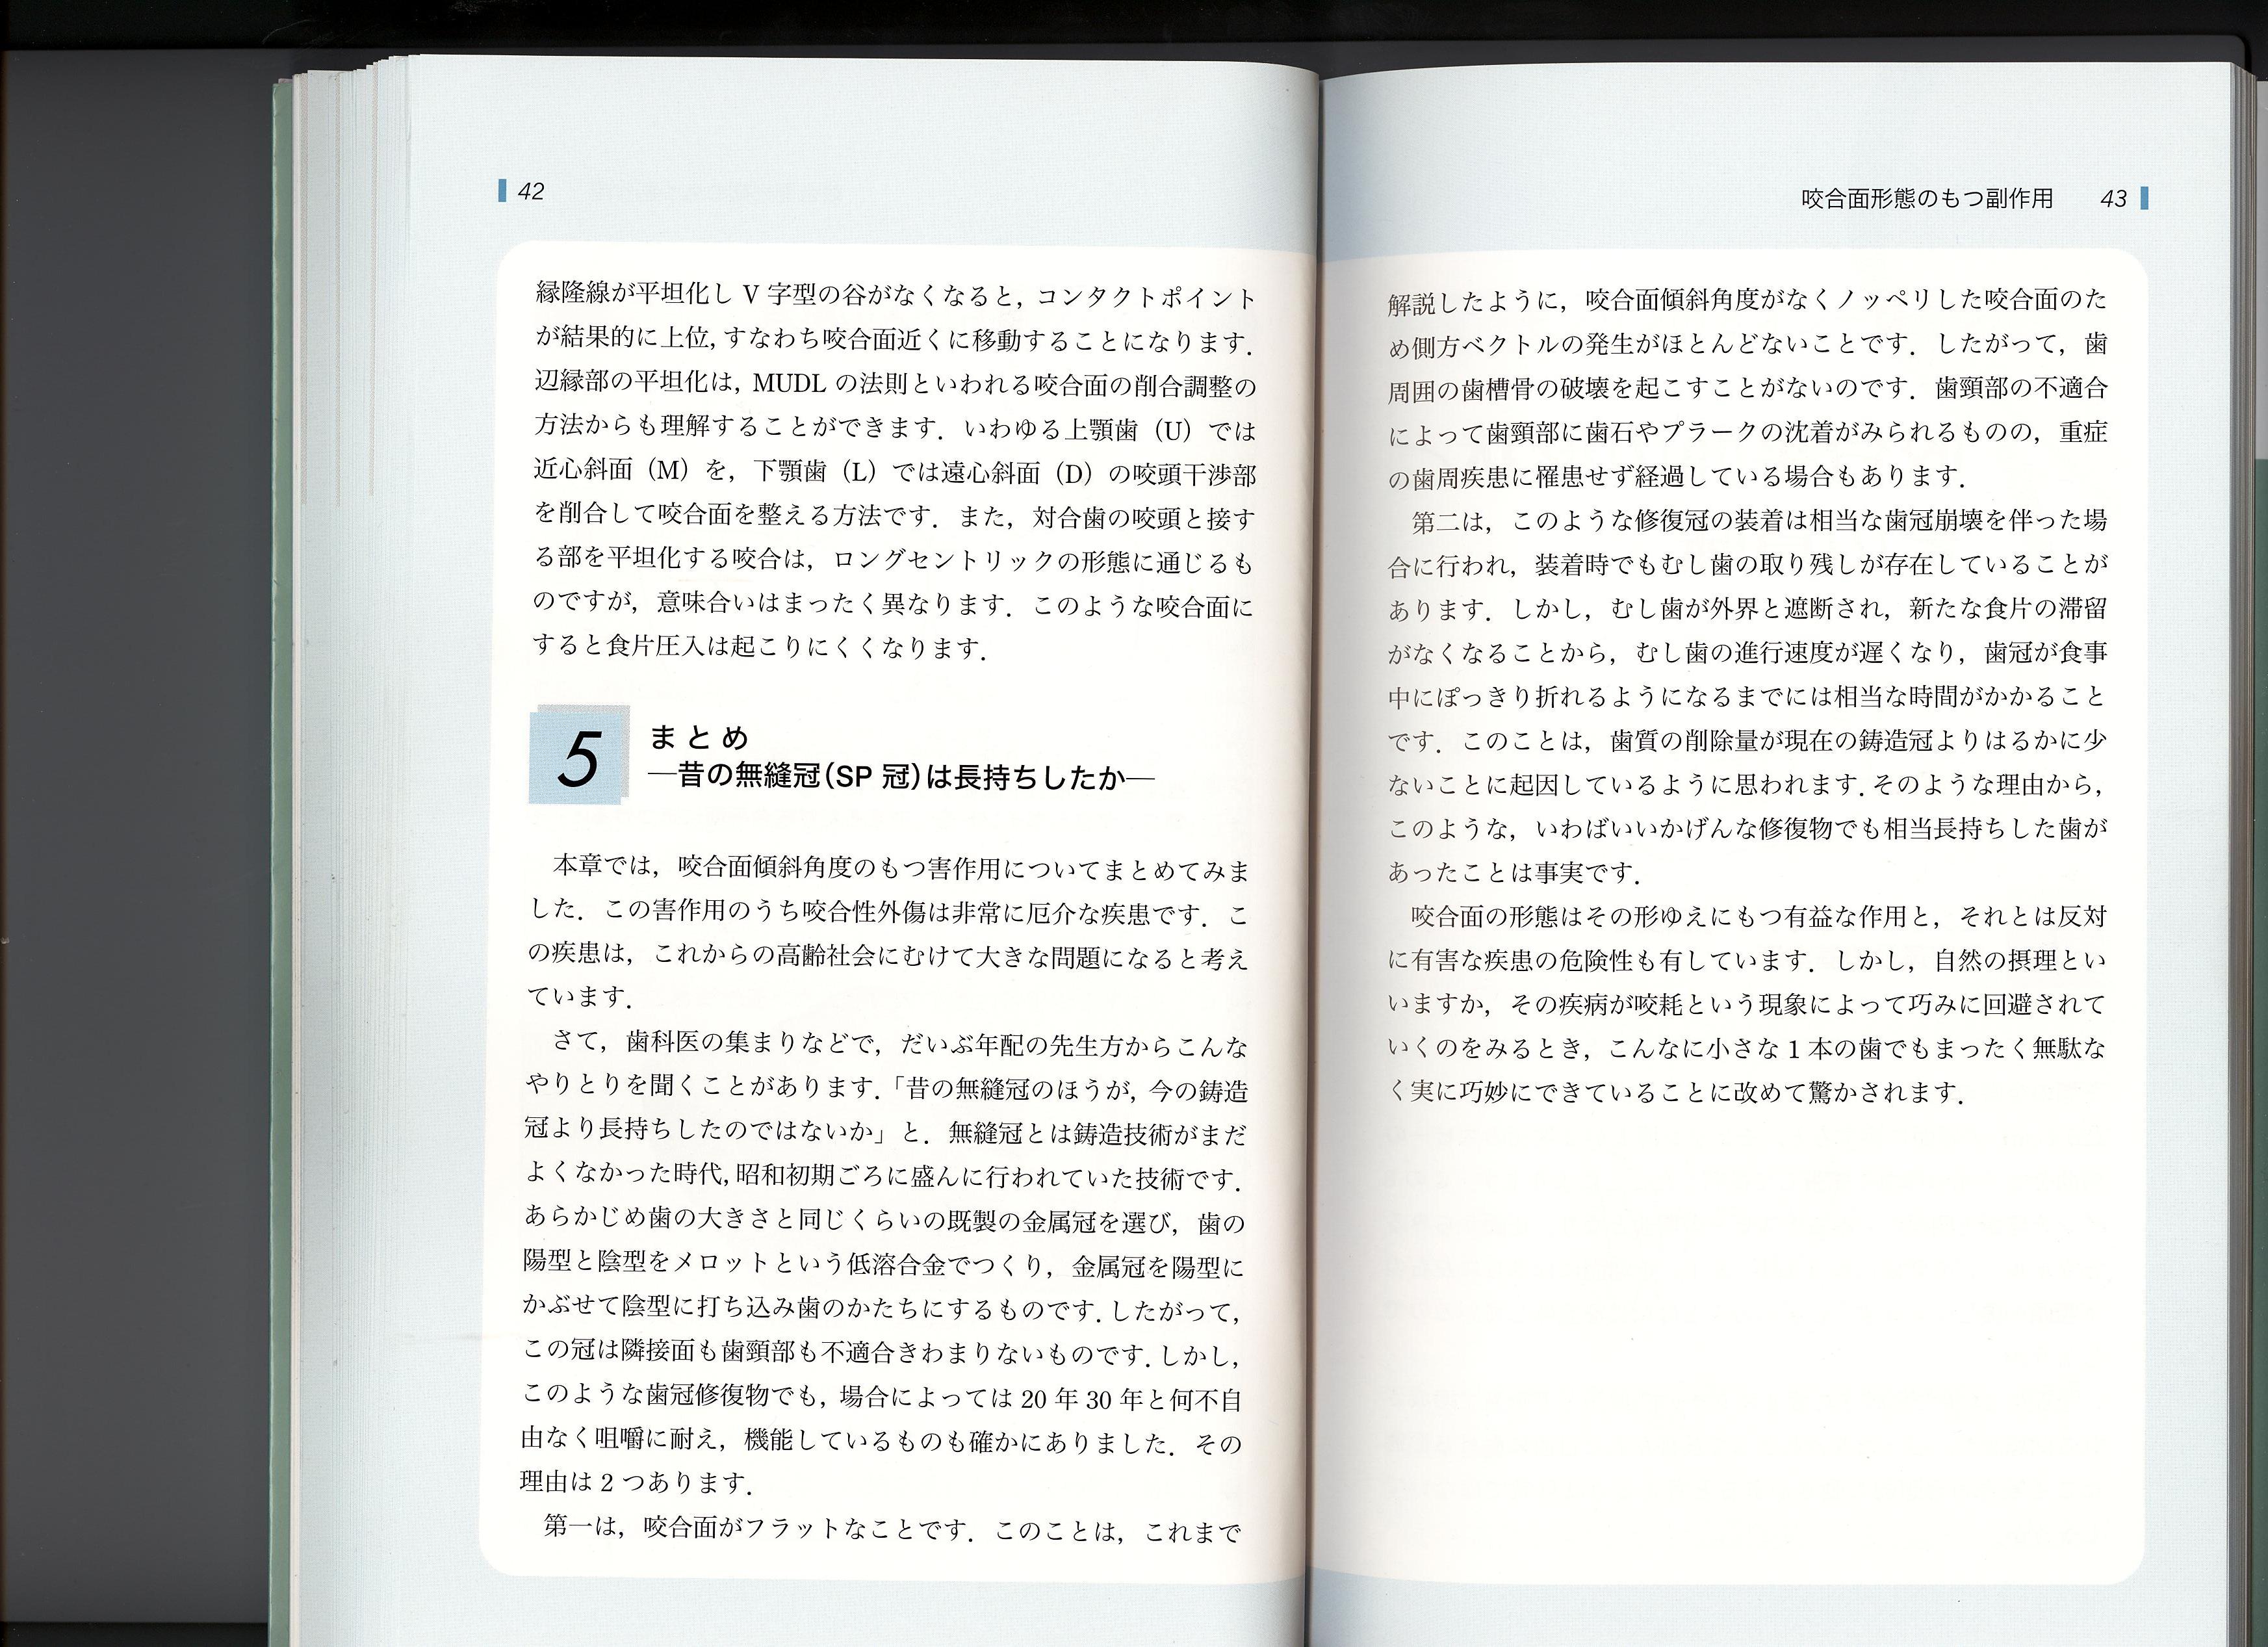 42
縁隆線が平坦化し V 字型の谷がなくなると，コンタクトポイント
が結果的に上位，すなわち咬合面近くに移動することになります．
辺縁部の平坦化は，MUDL の法則といわれる咬合面の削合調整の
方法からも理解することができます．いわゆる上顎歯（U）では
近心斜面（M）を，下顎歯（L）では遠心斜面（D）の咬頭干渉部
を削合して咬合面を整える方法です．また，対合歯の咬頭と接す
る部を平坦化する咬合は，ロングセントリックの形態に通じるも
のですが，意味合いはまったく異なります．このような咬合面に
すると食片圧入は起こりにくくなります．
5
まとめ
―昔の無縫冠（SP 冠）は長持ちしたか―
本章では，咬合面傾斜角度のもつ害作用についてまとめてみま
した．この害作用のうち咬合性外傷は非常に厄介な疾患です．こ
の疾患は，これからの高齢社会にむけて大きな問題になると考え
ています．
さて，歯科医の集まりなどで，だいぶ年配の先生方からこんな
やりとりを聞くことがあります．「昔の無縫冠のほうが，今の鋳造
冠より長持ちしたのではないか」と．無縫冠とは鋳造技術がまだ
よくなかった時代，昭和初期ごろに盛んに行われていた技術です．
あらかじめ歯の大きさと同じくらいの既製の金属冠を選び，歯の
陽型と陰型をメロットという低溶合金でつくり，金属冠を陽型に
かぶせて陰型に打ち込み歯のかたちにするものです．したがって，
この冠は隣接面も歯頸部も不適合きわまりないものです．しかし，
このような歯冠修復物でも，場合によっては 20 年 30 年と何不自
由なく咀嚼に耐え，機能しているものも確かにありました．その
理由は 2 つあります．
第一は，咬合面がフラットなことです．このことは，これまで
咬合面形態のもつ副作用 43
解説したように，咬合面傾斜角度がなくノッペリした咬合面のた
め側方ベクトルの発生がほとんどないことです．したがって，歯
周囲の歯槽骨の破壊を起こすことがないのです．歯頸部の不適合
によって歯頸部に歯石やプラークの沈着がみられるものの，重症
の歯周疾患に罹患せず経過している場合もあります．
第二は，このような修復冠の装着は相当な歯冠崩壊を伴った場
合に行われ，装着時でもむし歯の取り残しが存在していることが
あります．しかし，むし歯が外界と遮断され，新たな食片の滞留
がなくなることから，むし歯の進行速度が遅くなり，歯冠が食事
中にぽっきり折れるようになるまでには相当な時間がかかること
です．このことは，歯質の削除量が現在の鋳造冠よりはるかに少
ないことに起因しているように思われます．そのような理由から，
このような，いわばいいかげんな修復物でも相当長持ちした歯が
あったことは事実です．
咬合面の形態はその形ゆえにもつ有益な作用と，それとは反対
に有害な疾患の危険性も有しています．しかし，自然の摂理とい
いますか，その疾病が咬耗という現象によって巧みに回避されて
いくのをみるとき，こんなに小さな 1 本の歯でもまったく無駄な
く実に巧妙にできていることに改めて驚かされます．